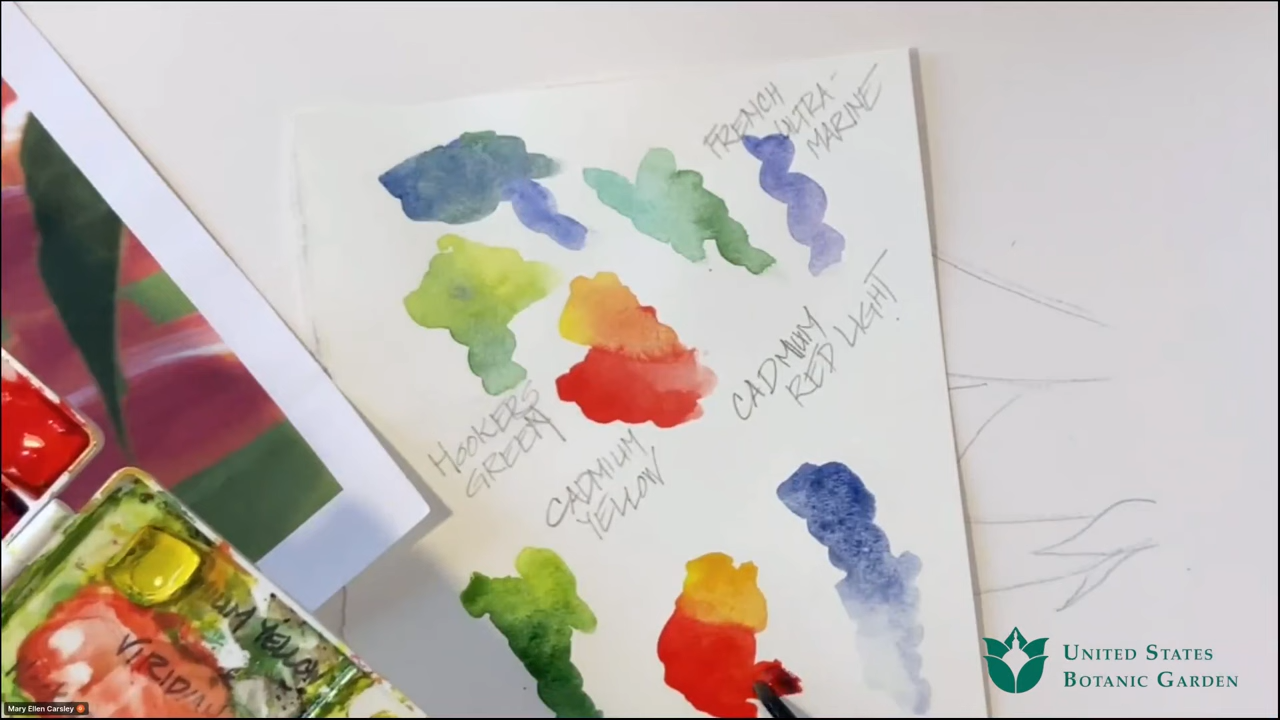 FRENCH
ULTRA-
MARINE
CADMIUM
RED LIGHT
HOOKERS
GREEN
CADMIUM
YELLOW
UM YELLOW
VIRIDIA
UNITED STATES
BOTANIC GARDEN
Mary Ellen Carsley